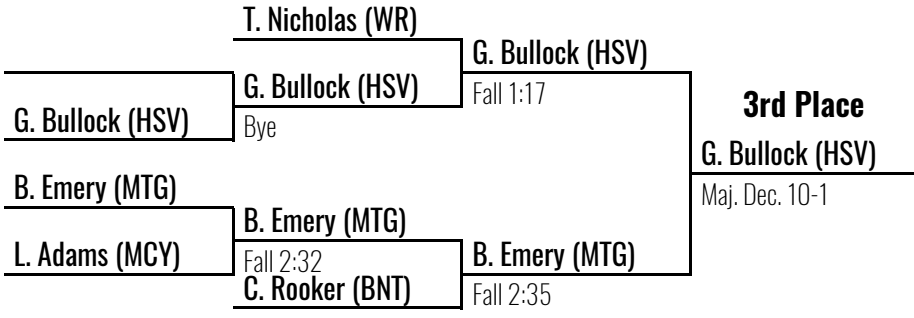 T. Nicholas (WR)
G. Bullock (HSV)
G. Bullock (HSV)
Fall 1:17
3rd Place
G. Bullock (HSV)
Bye
G. Bullock (HSV)
B. Emery (MTG)
Maj. Dec. 10-1
B. Emery (MTG)
L. Adams (MCY)
Fall 2:32
B. Emery (MTG)
C. Rooker (BNT)
Fall 2:35